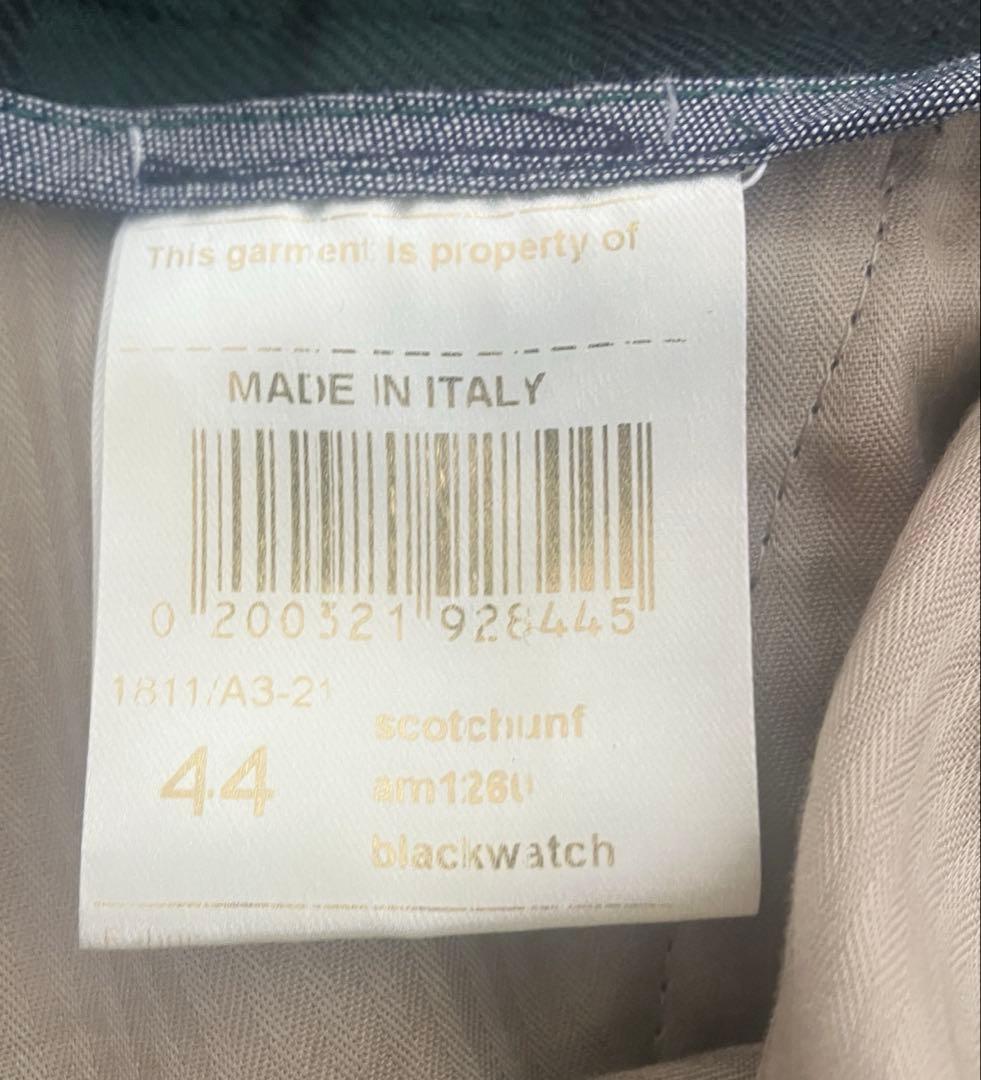 This garment is property of
MADE IN ITALY
0 200321 928445
1811/A3-21
44
scotchunf
blackwatch